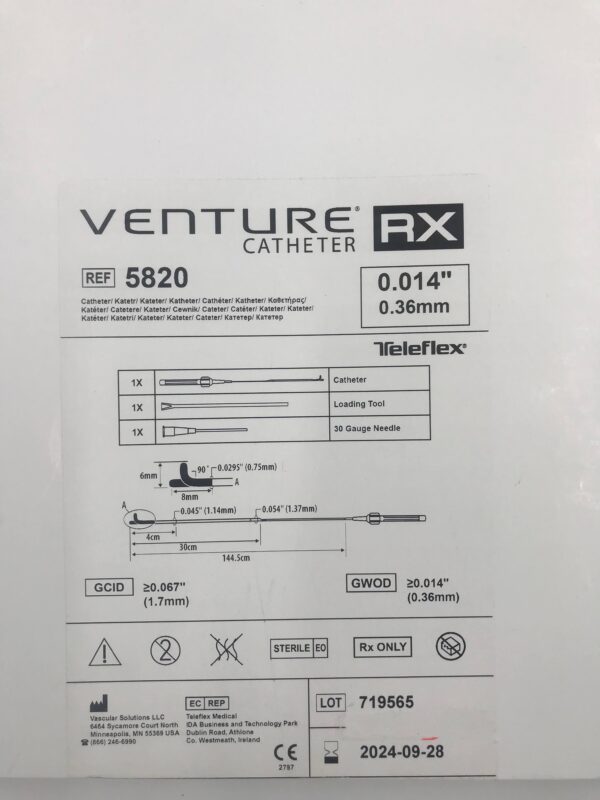 VENTURE® RX
CATHETER
REF 5820
0.014"
0.36mm
Catheter/ Katetr/ Kateter/ Katheter/ Cathéter/ Katheter/ Καθετήρας/
Katéter/ Catetere/ Kateter/ Cewnik/ Cateter/ Catéter/ Kateter/ Kateter/
Katéter/ Katetri/ Kateter/ Kateter/ Cateter/ Катетер/ Катетер
Teleflex®
1X Catheter
1X Loading Tool
1X 30 Gauge Needle
6mm
90°
0.0295" (0.75mm)
A
8mm
A
0.045" (1.14mm)
0.054" (1.37mm)
4cm
30cm
144.5cm
GCID ≥0.067"
(1.7mm)
GWOD ≥0.014"
(0.36mm)
2
STERILE EO
Rx ONLY
Vascular Solutions LLC
6464 Sycamore Court North
Minneapolis, MN 55369 USA
(866) 246-6990
EC REP
Teleflex Medical
IDA Business and Technology Park
Dublin Road, Athlone
Co. Westmeath, Ireland
CE
2797
LOT 719565
2024-09-28